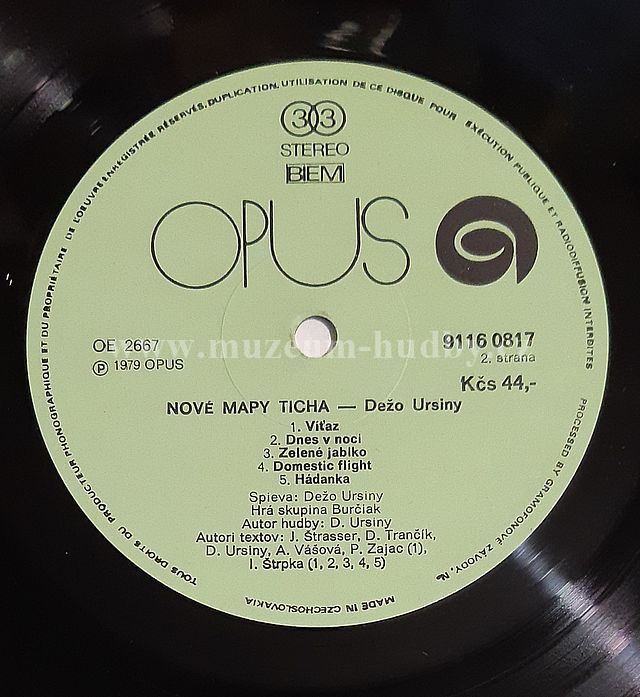 TOUS DROITS DU PRODUCTEUR PHONOGRAPHIQUE ET DU PROPRIÉTAIRE DE L'OEUVRE ENREGISTRÉE RÉSERVÉS. DUPLICATION, UTILISATION DE CE DISQUE POUR EXÉCUTION PUBLIQUE ET RADIODIFFUSION INTERDITES
33
STEREO
BIEM
OPUS
www.muzeum-hudby
OE 2667
Ⓟ 1979 OPUS
9116 0817
2. strana
Kčs 44,-
NOVÉ MAPY TICHA — Dežo Ursiny
1. Víťaz
2. Dnes v noci
3. Zelené jablko
4. Domestic flight
5. Hádanka
Spieva: Dežo Ursiny
Hrá skupina Burčiak
Autor hudby: D. Ursiny
Autori textov: J. Štrasser, D. Trančík,
D. Ursiny, A. Vášová, P. Zajac (1),
I. Štrpka (1, 2, 3, 4, 5)
PROCESSED BY GRAMOFONOVÉ ZÁVODY, N.
MADE IN CZECHOSLOVAKIA